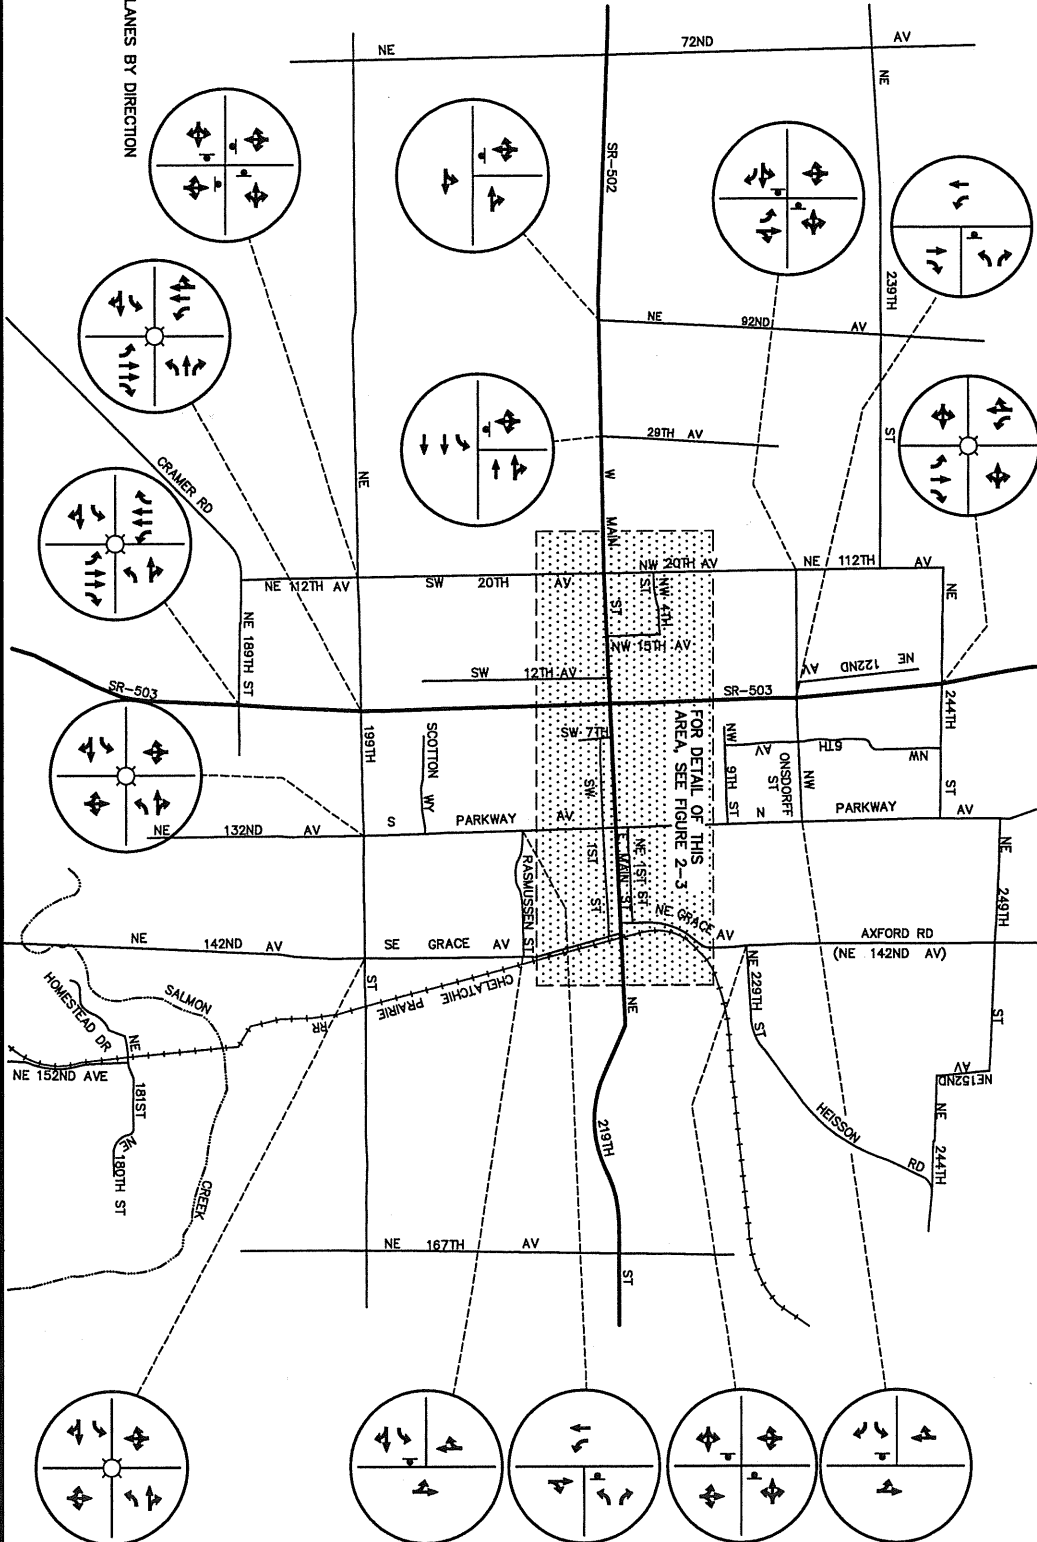 LANES BY DIRECTION
NE 72ND AV
SR-502
NE 239TH ST
NE 92ND AV
29TH AV
W MAIN ST
CRAMER RD
NE
NE 112TH AV
SW 20TH AV
NW 20TH AV
NE 112TH AV
NE
NW 4TH ST
NW 15TH AV
NE 189TH ST
SW 12TH AV
NE 122ND AV
SR-503
SR-503
244TH ST
FOR DETAIL OF THIS
AREA, SEE FIGURE 2-3
199TH
SCOTTON WY
SW 7TH
SW 1ST ST
NW 9TH ST
NW 6TH AV
NW ONSDORFF ST
NE 132ND AV
S PARKWAY AV
N PARKWAY AV
E MAIN ST
NE 1ST ST
RASMUSSEN ST
NE GRACE AV
NE 249TH ST
NE 142ND AV
SE GRACE AV
AXFORD RD
(NE 142ND AV)
ST
CHELATCHIE PRAIRIE RR
NE 229TH ST
HEISSON RD
SALMON CREEK
HOMESTEAD DR
NE 181ST
NE 152ND AVE
NE 180TH ST
NE 152ND AV
NE 244TH
NE 219TH ST
NE 167TH AV